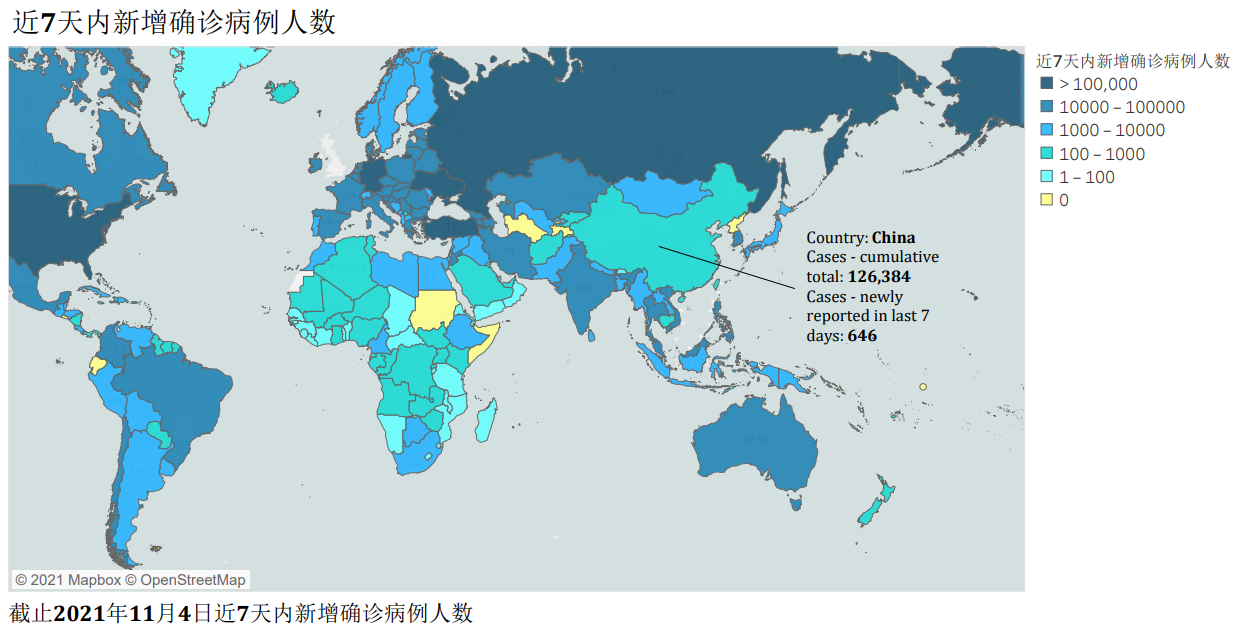 近7天内新增确诊病例人数
近7天内新增确诊病例人数
> 100,000
10000 – 100000
1000 – 10000
100 – 1000
1 – 100
0
Country: China
Cases - cumulative
total: 126,384
Cases - newly
reported in last 7
days: 646
© 2021 Mapbox © OpenStreetMap
截止2021年11月4日近7天内新增确诊病例人数